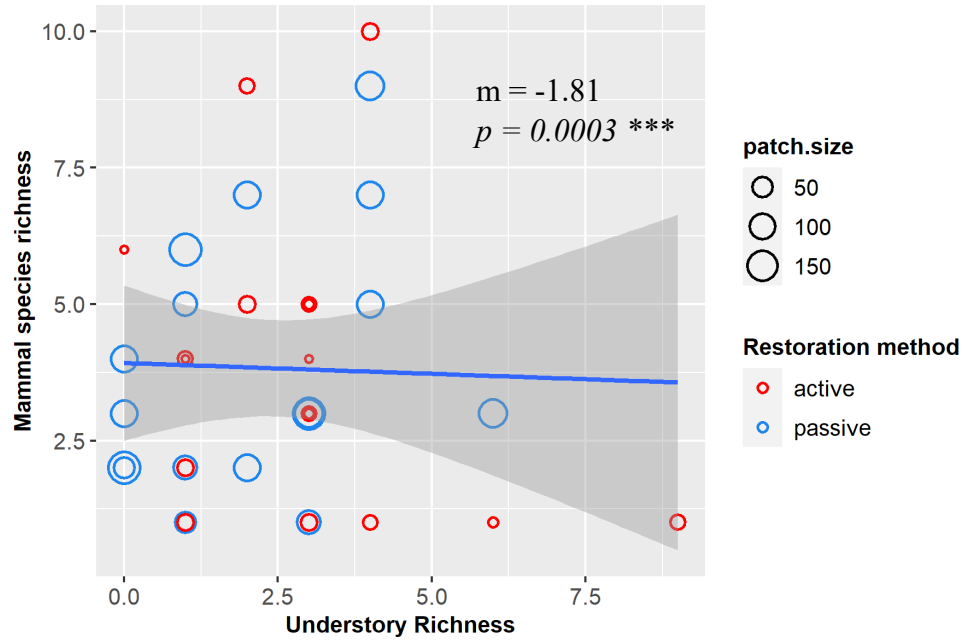 10.0
7.5
5.0
2.5
Mammal species richness
m = -1.81
p = 0.0003 ***
0.0
2.5
5.0
7.5
Understory Richness
patch.size
50
100
150
Restoration method
active
passive